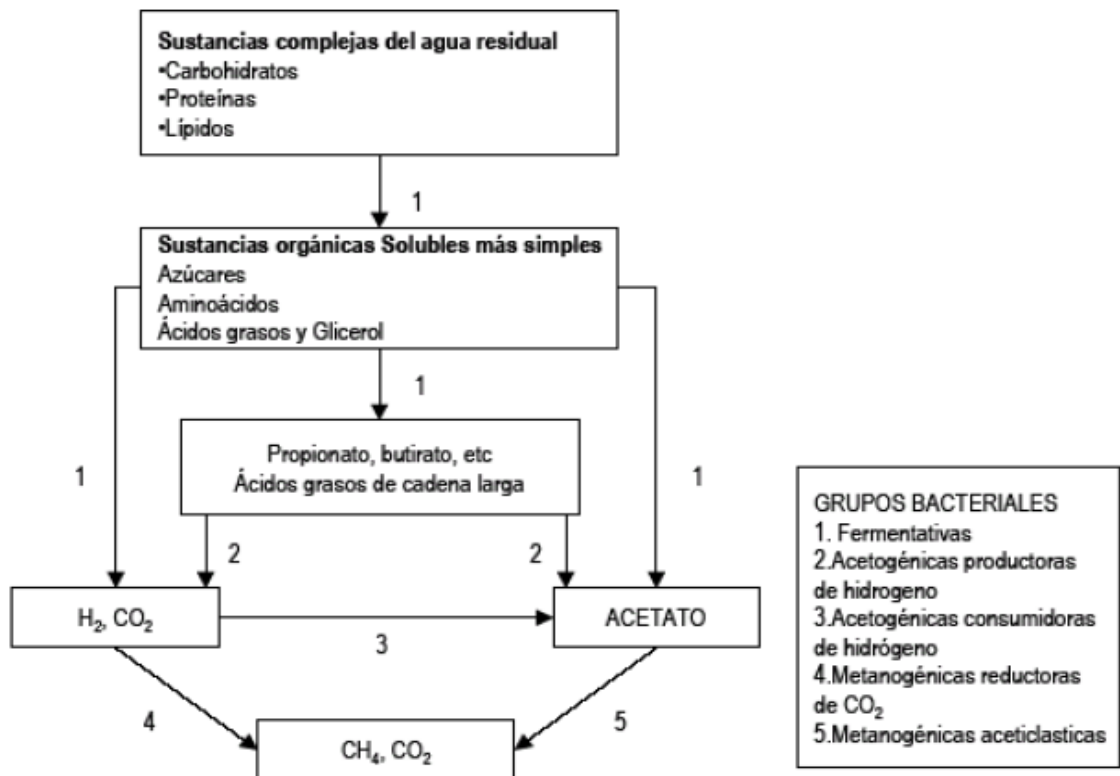 Sustancias complejas del agua residual
•Carbohidratos
•Proteínas
•Lípidos
1
Sustancias orgánicas Solubles más simples
Azúcares
Aminoácidos
Ácidos grasos y Glicerol
1
1
1
Propionato, butirato, etc
Ácidos grasos de cadena larga
2
2
H₂, CO₂
ACETATO
3
4
5
CH₄, CO₂
GRUPOS BACTERIALES
1. Fermentativas
2.Acetogénicas productoras
de hidrogeno
3.Acetogénicas consumidoras
de hidrógeno
4.Metanogénicas reductoras
de CO₂
5.Metanogénicas aceticlasticas